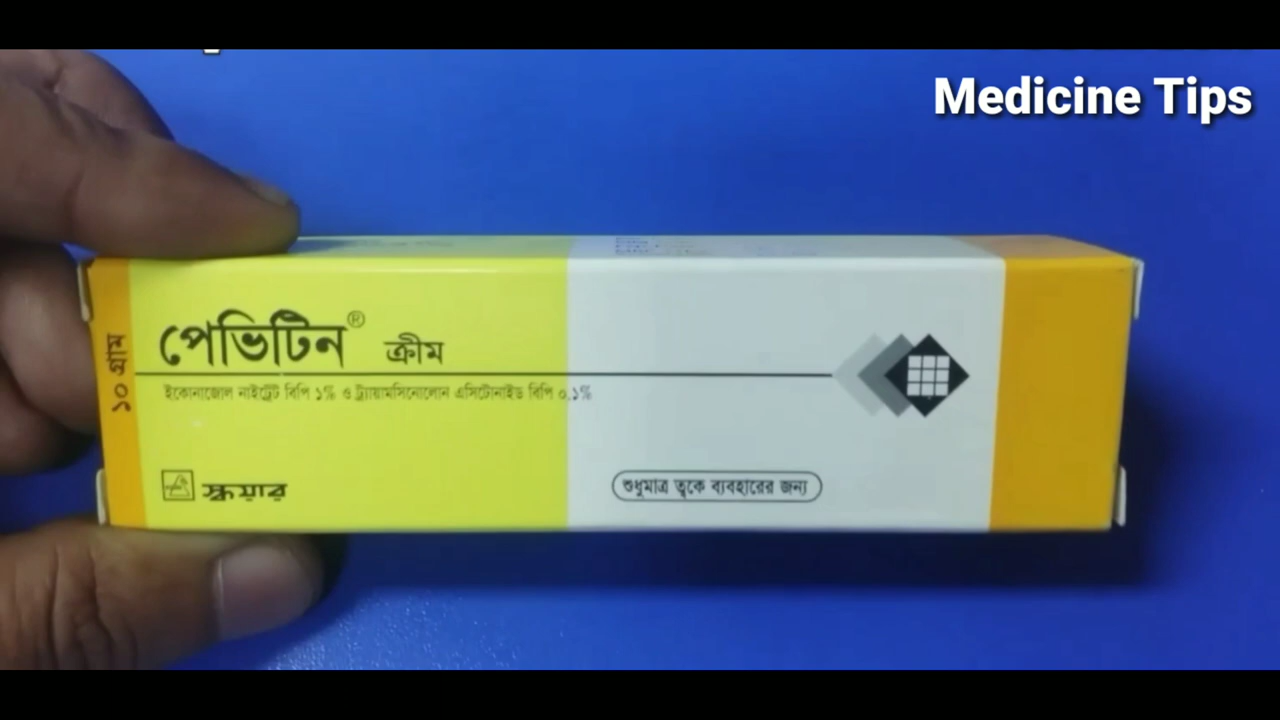 Medicine Tips
পেভিটিন® ক্রীম
ইকোনাজোল নাইট্রেট বিপি ১% ও ট্র্যায়ামসিনোলোন এসিটোনাইড বিপি ০.১%
১০ গ্রাম
স্কয়ার
শুধুমাত্র ত্বকে ব্যবহারের জন্য